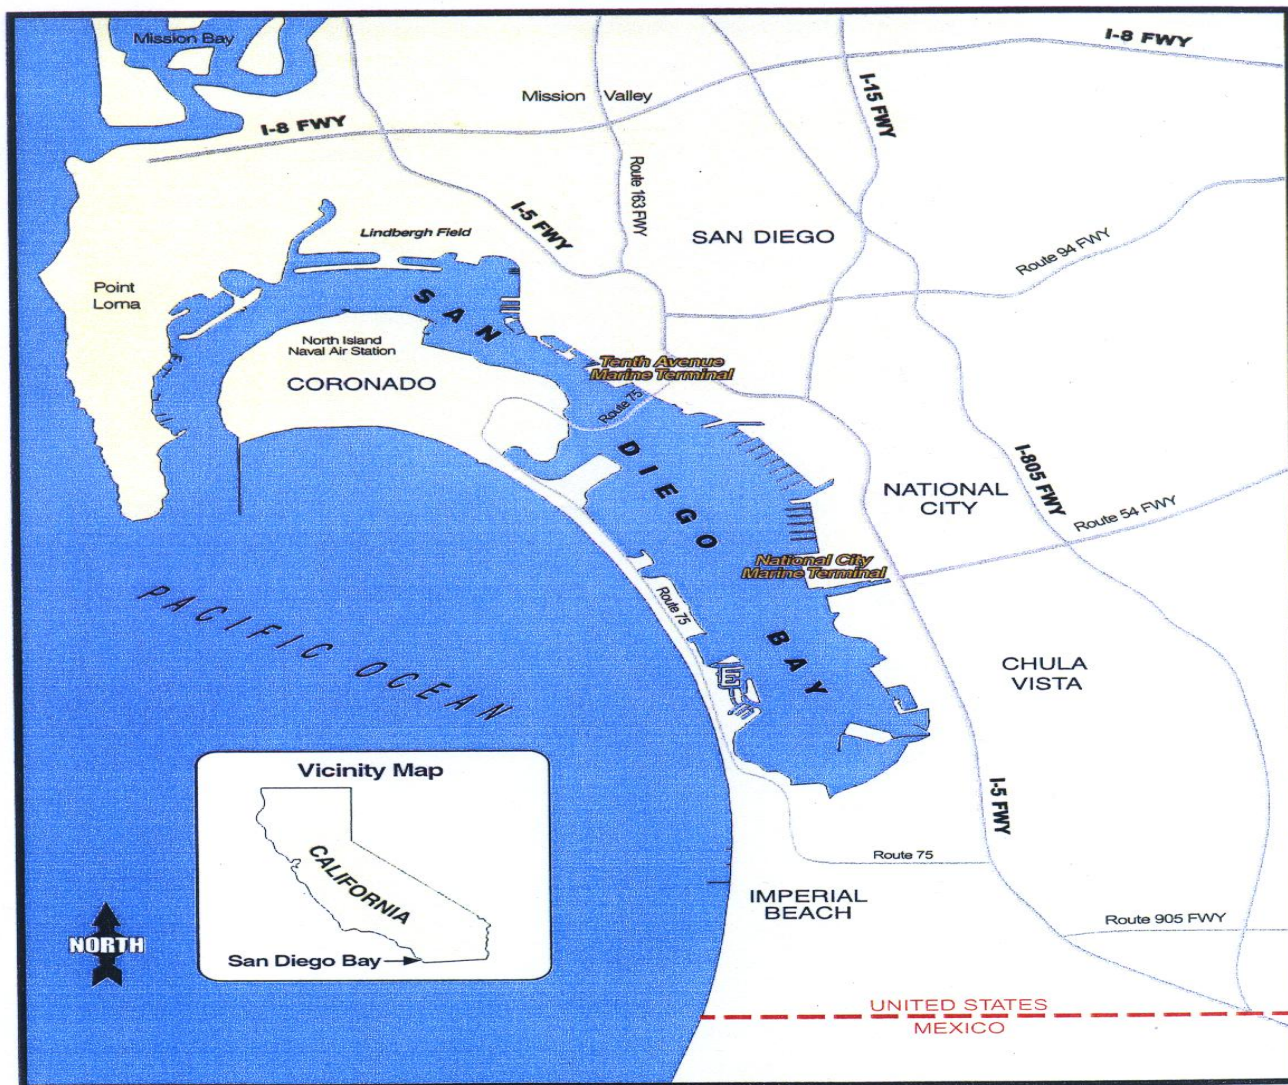 Mission Bay
I-8 FWY
Mission Valley
I-15 FWY
I-8 FWY
Route 163 FWY
I-5 FWY
Lindbergh Field
SAN DIEGO
Route 94 FWY
Point
Loma
SAN
North Island
Naval Air Station
CORONADO
Tenth Avenue
Marine Terminal
Route 75
DIEGO
I-805 FWY
NATIONAL
CITY
Route 54 FWY
National City
Marine Terminal
PACIFIC OCEAN
Route 75
BAY
CHULA
VISTA
Vicinity Map
CALIFORNIA
San Diego Bay
I-5 FWY
Route 75
IMPERIAL
BEACH
Route 905 FWY
NORTH
UNITED STATES
MEXICO